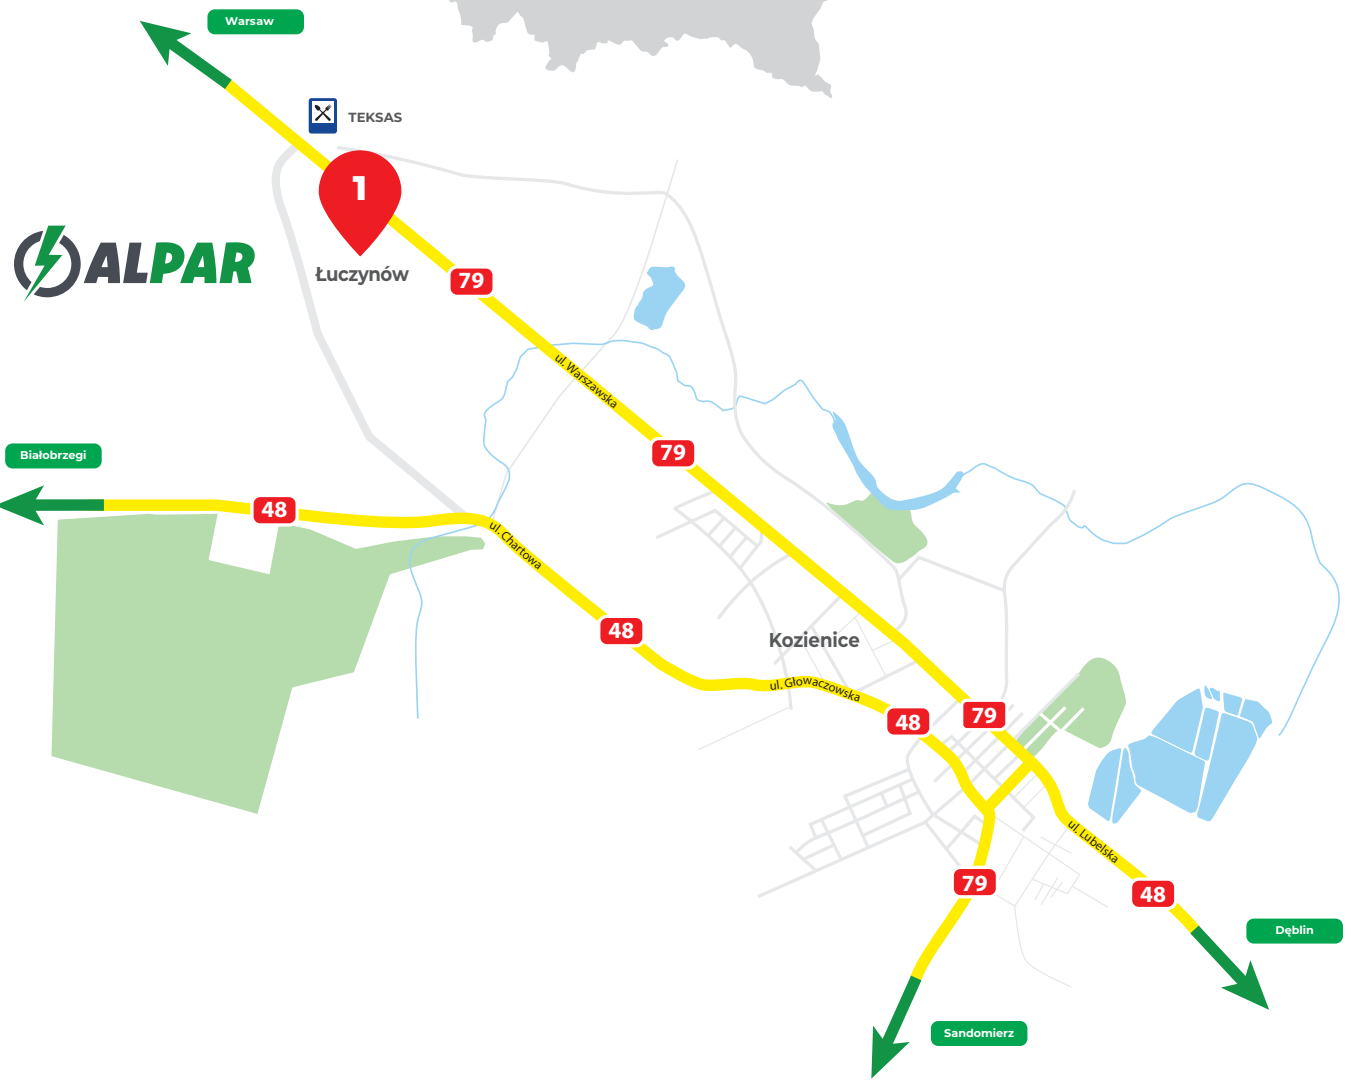 Warsaw
TEKSAS
1
ALPAR
Łuczynów
79
ul. Warszawska
79
Białobrzegi
48
ul. Chartowa
48
Kozienice
ul. Głowaczowska
48
79
ul. Lubelska
79
48
Dęblin
Sandomierz